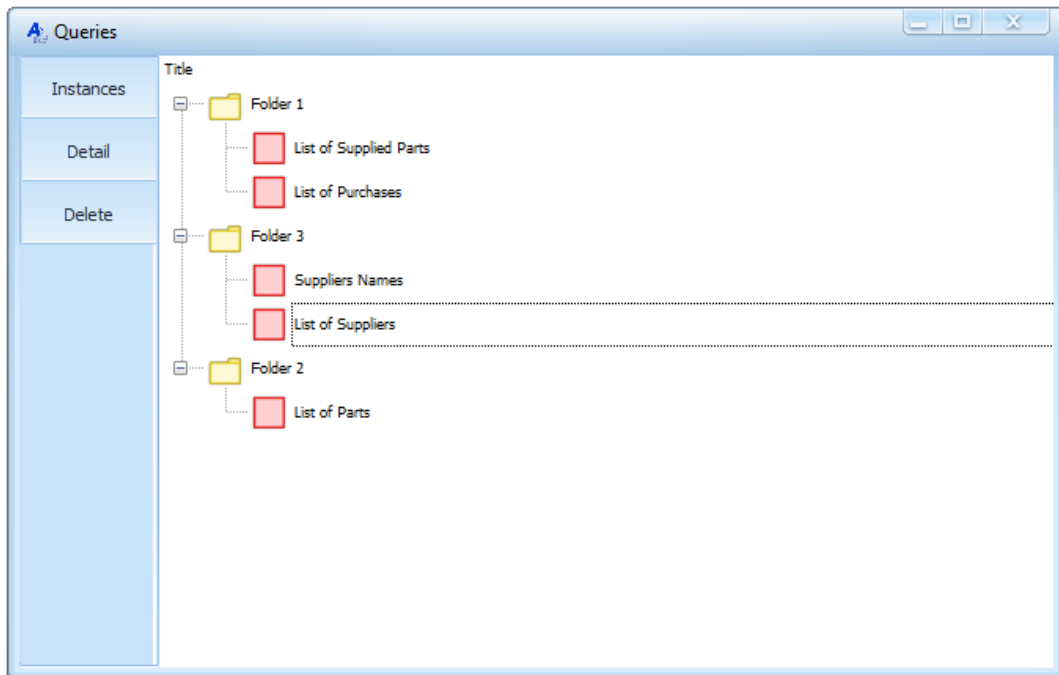 Queries
Instances
Detail
Delete
Title
Folder 1
List of Supplied Parts
List of Purchases
Folder 3
Suppliers Names
List of Suppliers
Folder 2
List of Parts